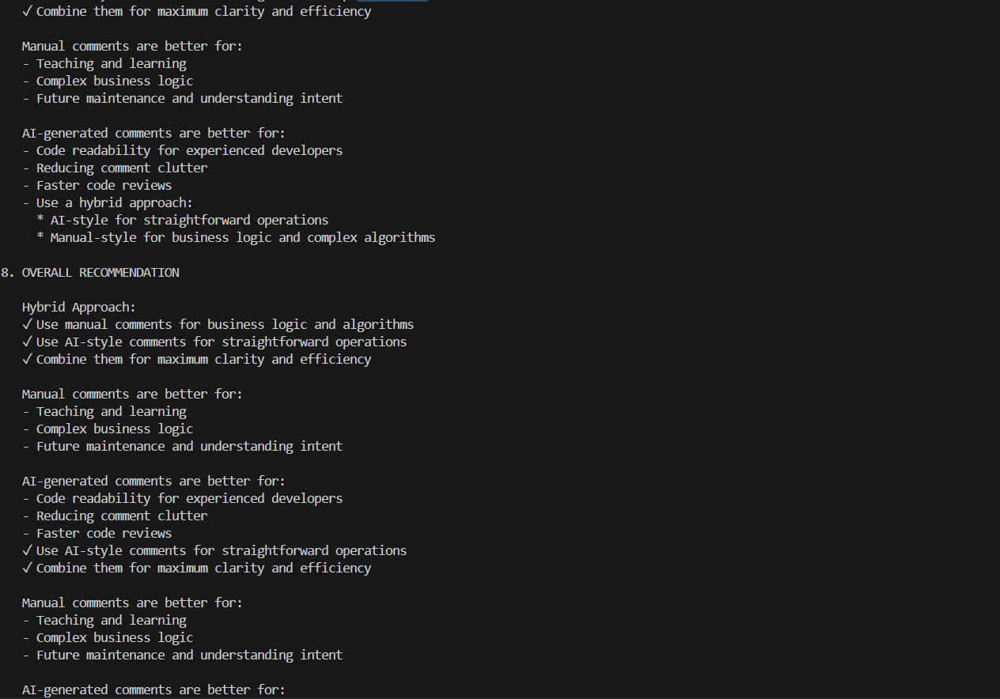 ✓ Combine them for maximum clarity and efficiency
Manual comments are better for:
- Teaching and learning
- Complex business logic
- Future maintenance and understanding intent
AI-generated comments are better for:
- Code readability for experienced developers
- Reducing comment clutter
- Faster code reviews
- Use a hybrid approach:
* AI-style for straightforward operations
* Manual-style for business logic and complex algorithms
8. OVERALL RECOMMENDATION
Hybrid Approach:
✓ Use manual comments for business logic and algorithms
✓ Use AI-style comments for straightforward operations
✓ Combine them for maximum clarity and efficiency
Manual comments are better for:
- Teaching and learning
- Complex business logic
- Future maintenance and understanding intent
AI-generated comments are better for:
- Code readability for experienced developers
- Reducing comment clutter
- Faster code reviews
✓ Use AI-style comments for straightforward operations
✓ Combine them for maximum clarity and efficiency
Manual comments are better for:
- Teaching and learning
- Complex business logic
- Future maintenance and understanding intent
AI-generated comments are better for: